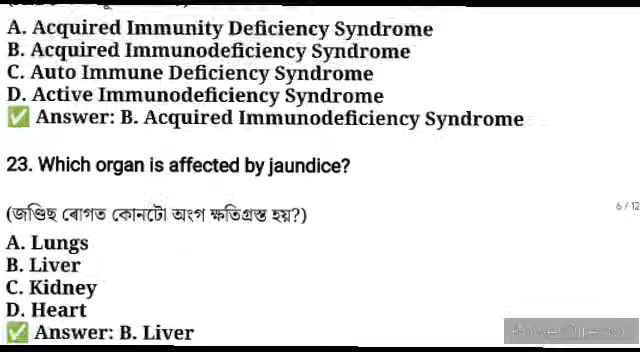 A. Acquired Immunity Deficiency Syndrome
B. Acquired Immunodeficiency Syndrome
C. Auto Immune Deficiency Syndrome
D. Active Immunodeficiency Syndrome
✅ Answer: B. Acquired Immunodeficiency Syndrome
23. Which organ is affected by jaundice?
(জণ্ডিছ ৰোগত কোনটো অংগ ক্ষতিগ্ৰস্ত হয়?)
6 / 12
A. Lungs
B. Liver
C. Kidney
D. Heart
PowerDirector
✅ Answer: B. Liver